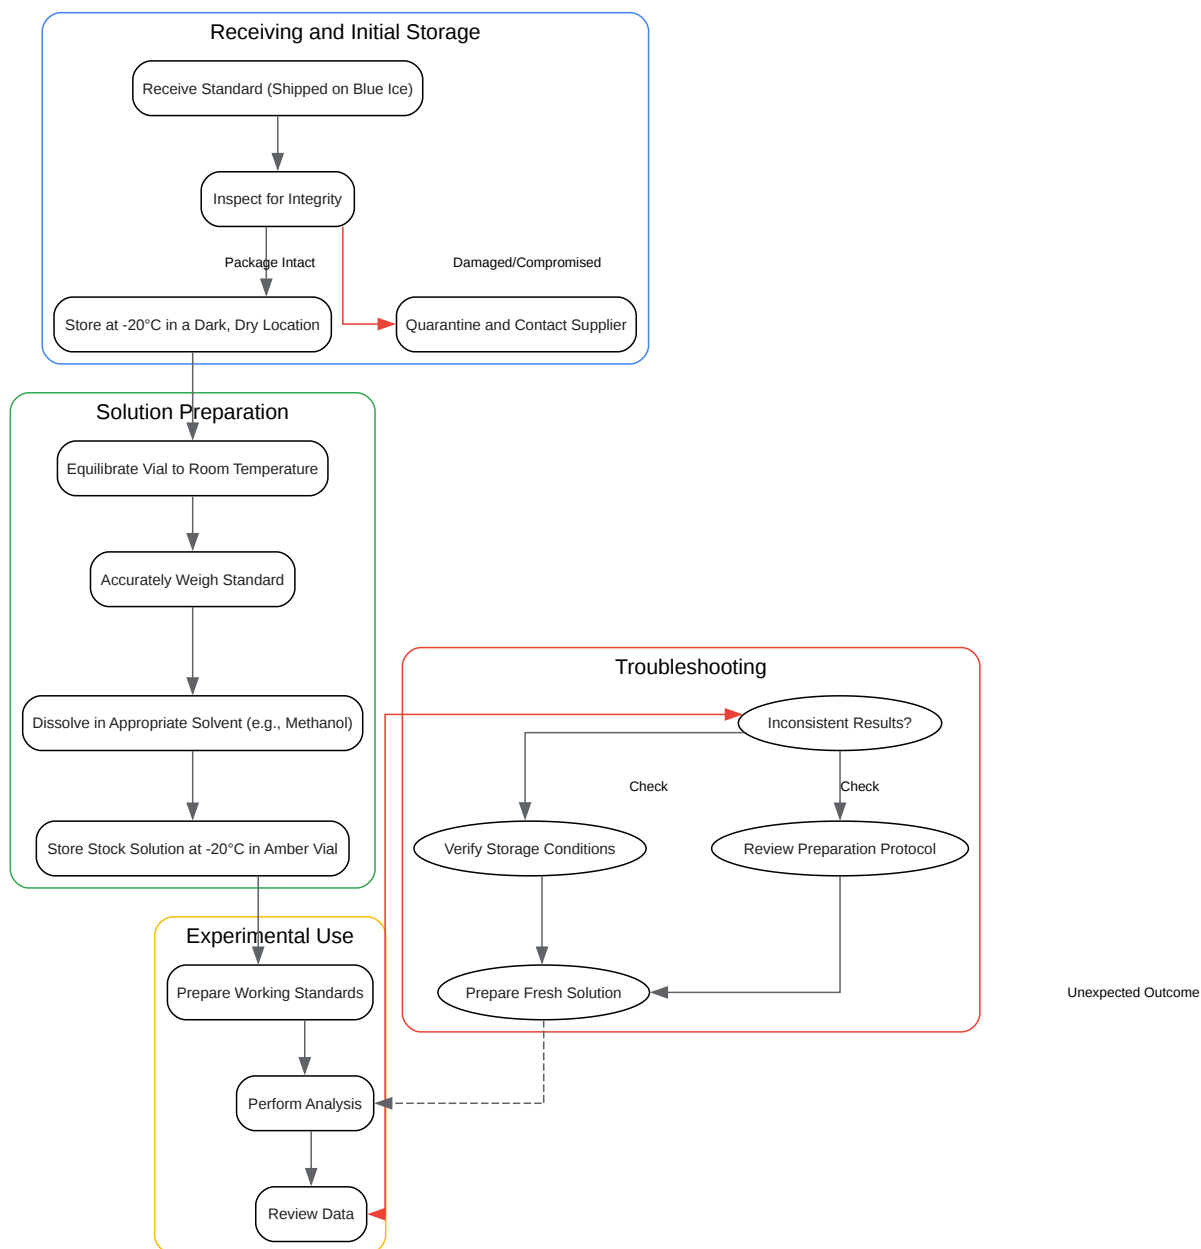 Receiving and Initial Storage
Receive Standard (Shipped on Blue Ice)
Inspect for Integrity
Package Intact
Damaged/Compromised
Store at -20°C in a Dark, Dry Location
Quarantine and Contact Supplier
Solution Preparation
Equilibrate Vial to Room Temperature
Accurately Weigh Standard
Dissolve in Appropriate Solvent (e.g., Methanol)
Store Stock Solution at -20°C in Amber Vial
Troubleshooting
Inconsistent Results?
Check
Check
Verify Storage Conditions
Review Preparation Protocol
Prepare Fresh Solution
Unexpected Outcome
Experimental Use
Prepare Working Standards
Perform Analysis
Review Data